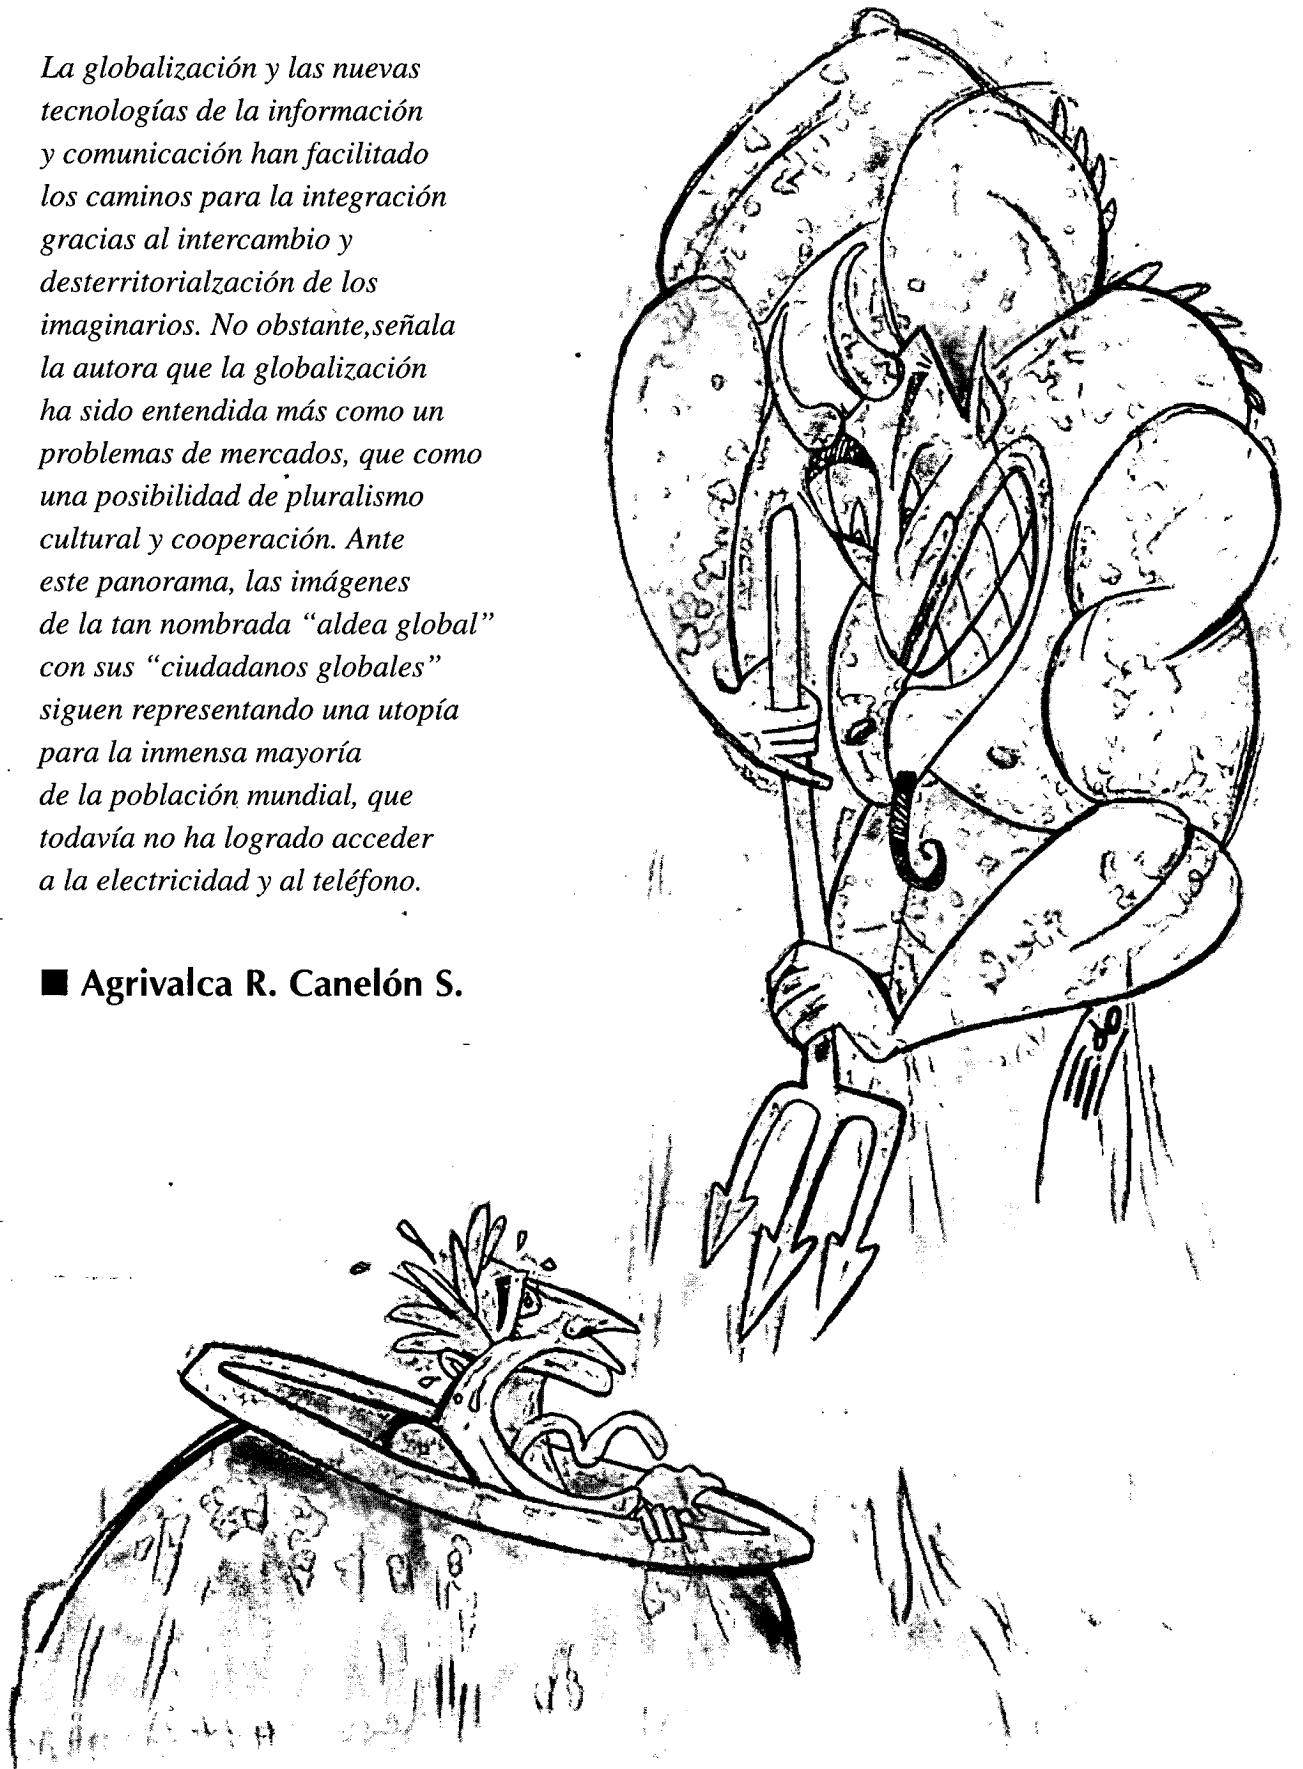 La globalización y las nuevas
tecnologías de la información
y comunicación han facilitado
los caminos para la integración
gracias al intercambio y
desterritorialzación de los
imaginarios. No obstante,señala
la autora que la globalización
ha sido entendida más como un
problemas de mercados, que como
una posibilidad de pluralismo
cultural y cooperación. Ante
este panorama, las imágenes
de la tan nombrada “aldea global”
con sus “ciudadanos globales”
siguen representando una utopía
para la inmensa mayoría
de la población mundial, que
todavía no ha logrado acceder
a la electricidad y al teléfono.
■ Agrivalca R. Canelón S.